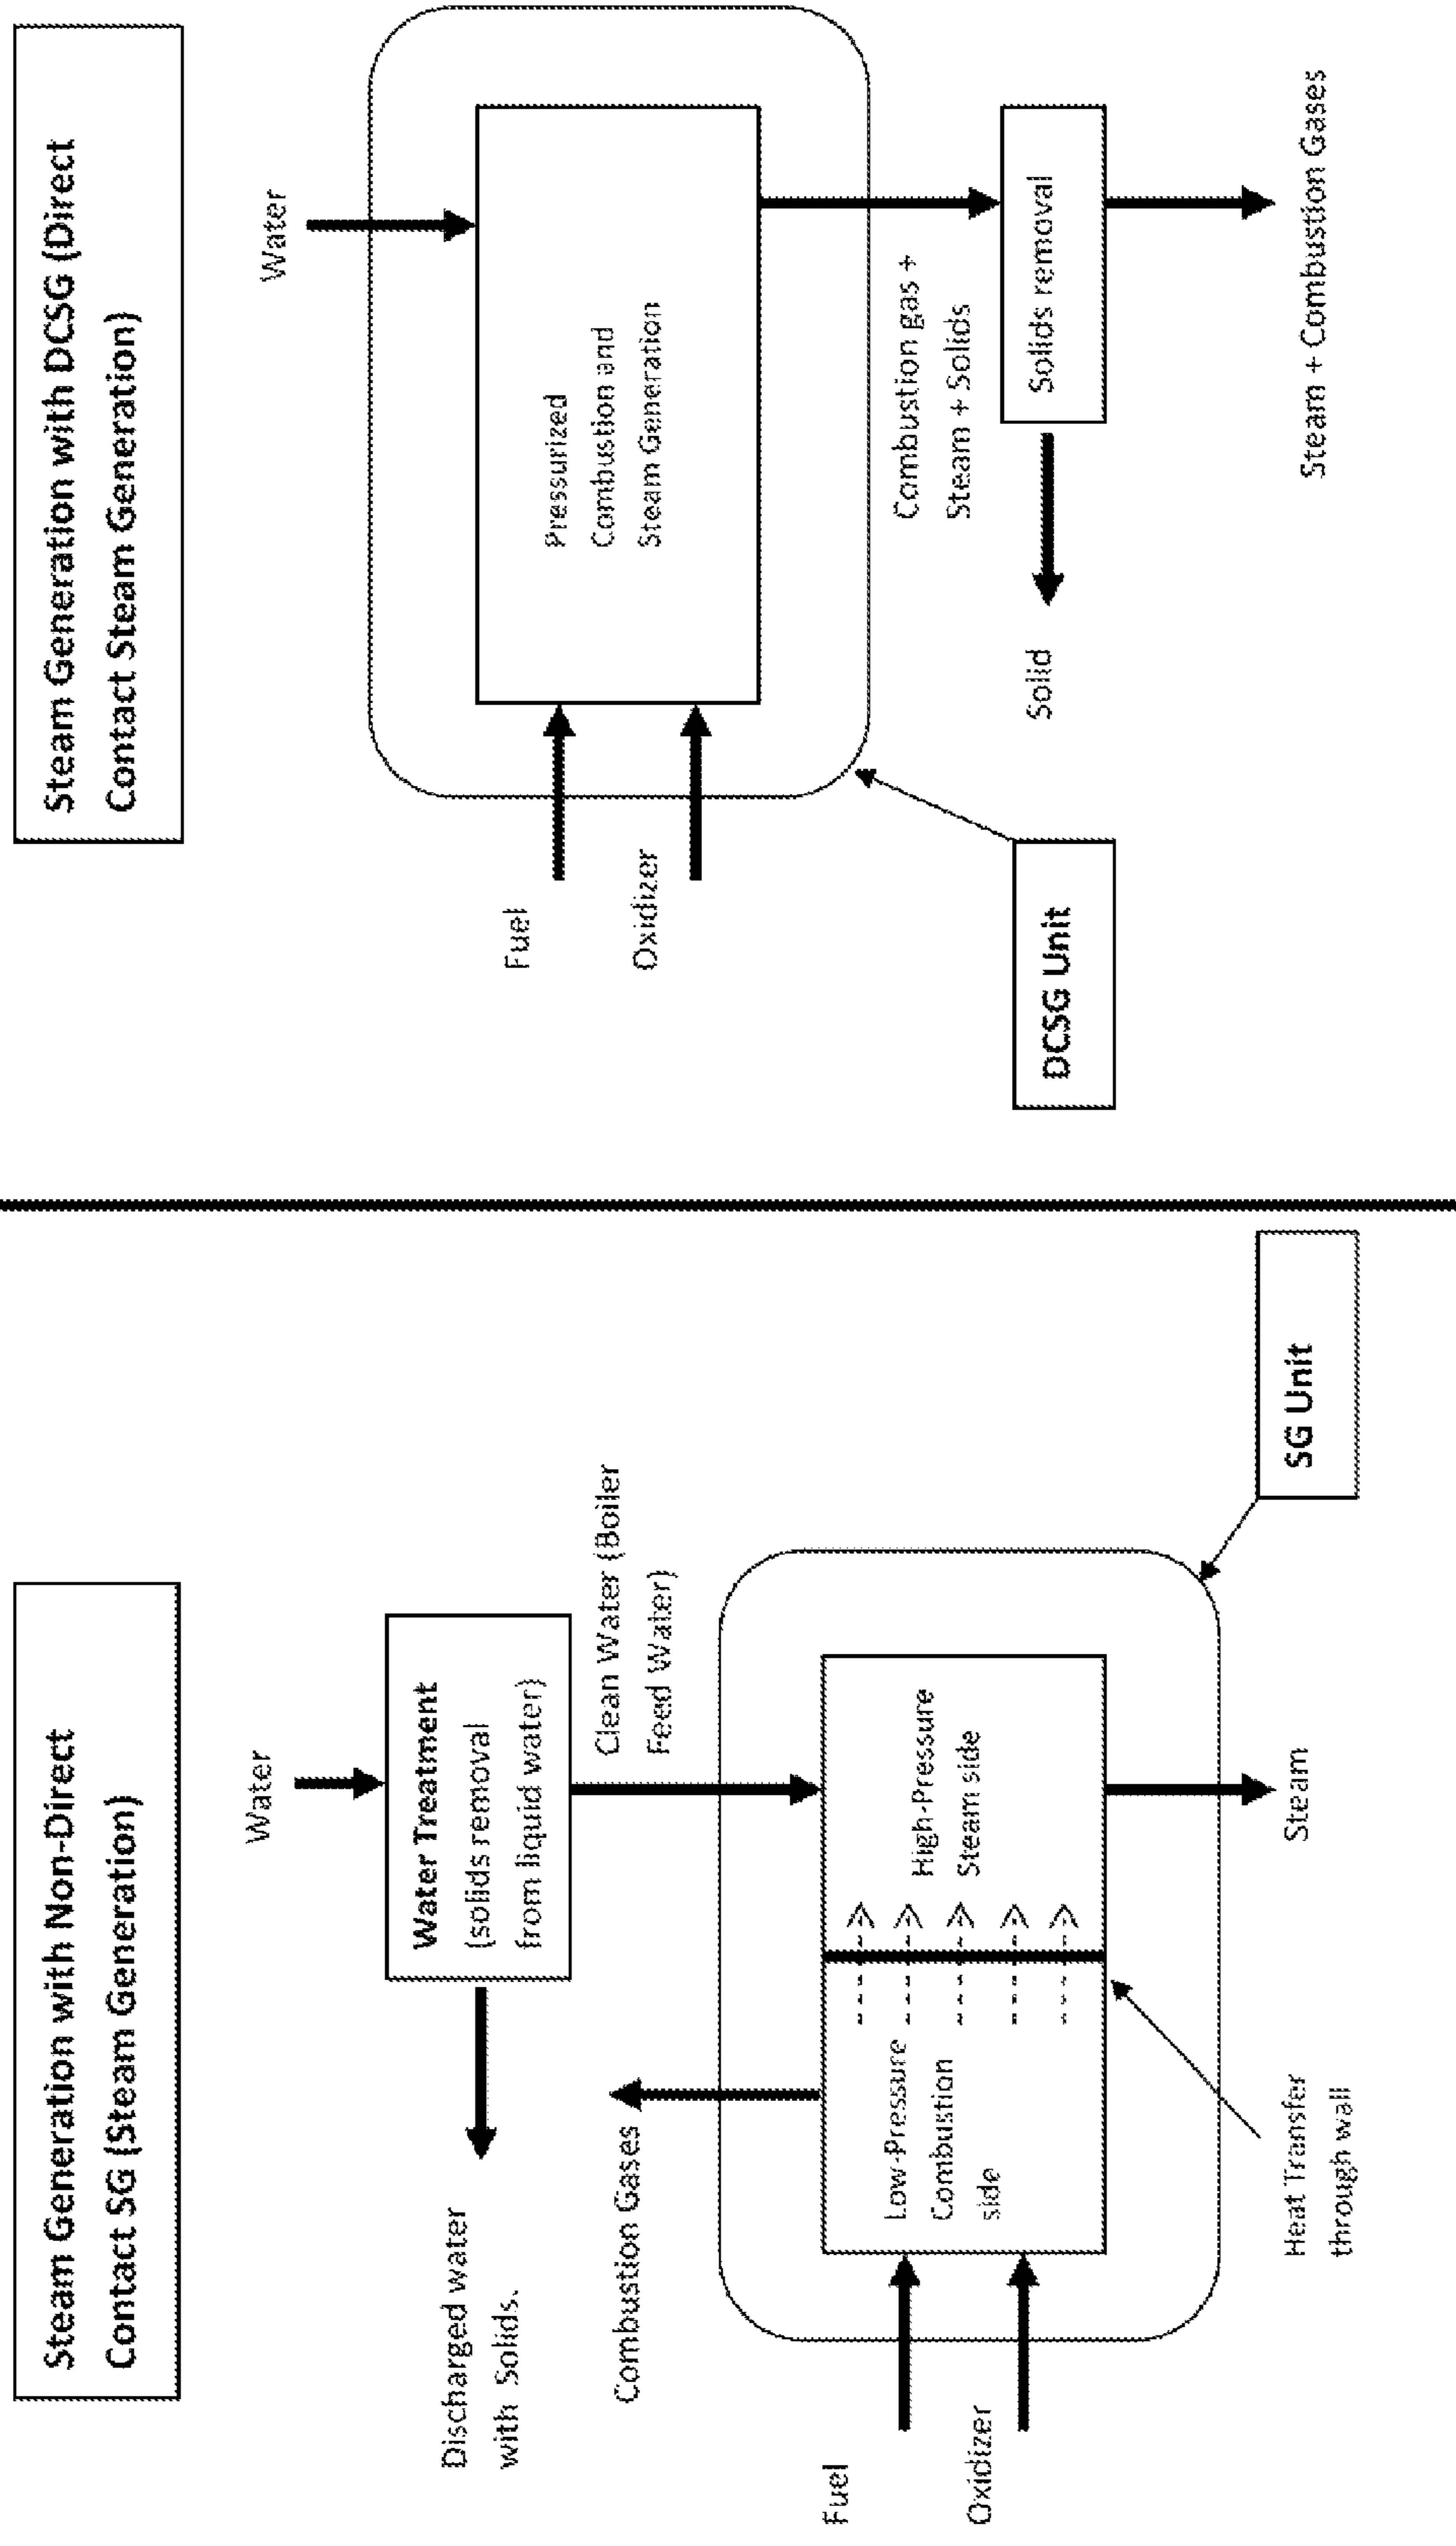 Steam Generation with Non-Direct
Contact SG (Steam Generation)
Water
Water Treatment
(solids removal
from liquid water)
Discharged water
with Solids.
Clean Water (Boiler
Feed Water)
Combustion Gases
Fuel
Oxidizer
Low-Pressure
Combustion
side
High-Pressure
Steam side
Heat Transfer
through wall
Steam
SG Unit
Steam Generation with DCSG (Direct
Contact Steam Generation)
Water
Fuel
Oxidizer
Pressurized
Combustion and
Steam Generation
Combustion gas +
Steam + Solids
Solids removal
Solid
DCSG Unit
Steam + Combustion Gases